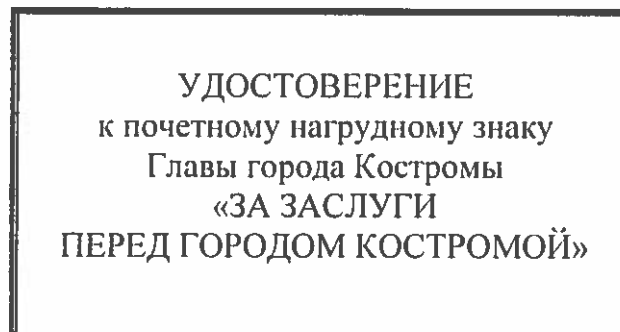 УДОСТОВЕРЕНИЕ
к почетному нагрудному знаку
Главы города Костромы
«ЗА ЗАСЛУГИ
ПЕРЕД ГОРОДОМ КОСТРОМОЙ»